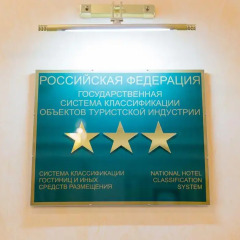 РОССИЙСКАЯ ФЕДЕРАЦИЯ
ГОСУДАРСТВЕННАЯ
СИСТЕМА КЛАССИФИКАЦИИ
ОБЪЕКТОВ ТУРИСТСКОЙ ИНДУСТРИИ
СИСТЕМА КЛАССИФИКАЦИИ
ГОСТИНИЦ И ИНЫХ
СРЕДСТВ РАЗМЕЩЕНИЯ
NATIONAL HOTEL
CLASSIFICATION
SYSTEM